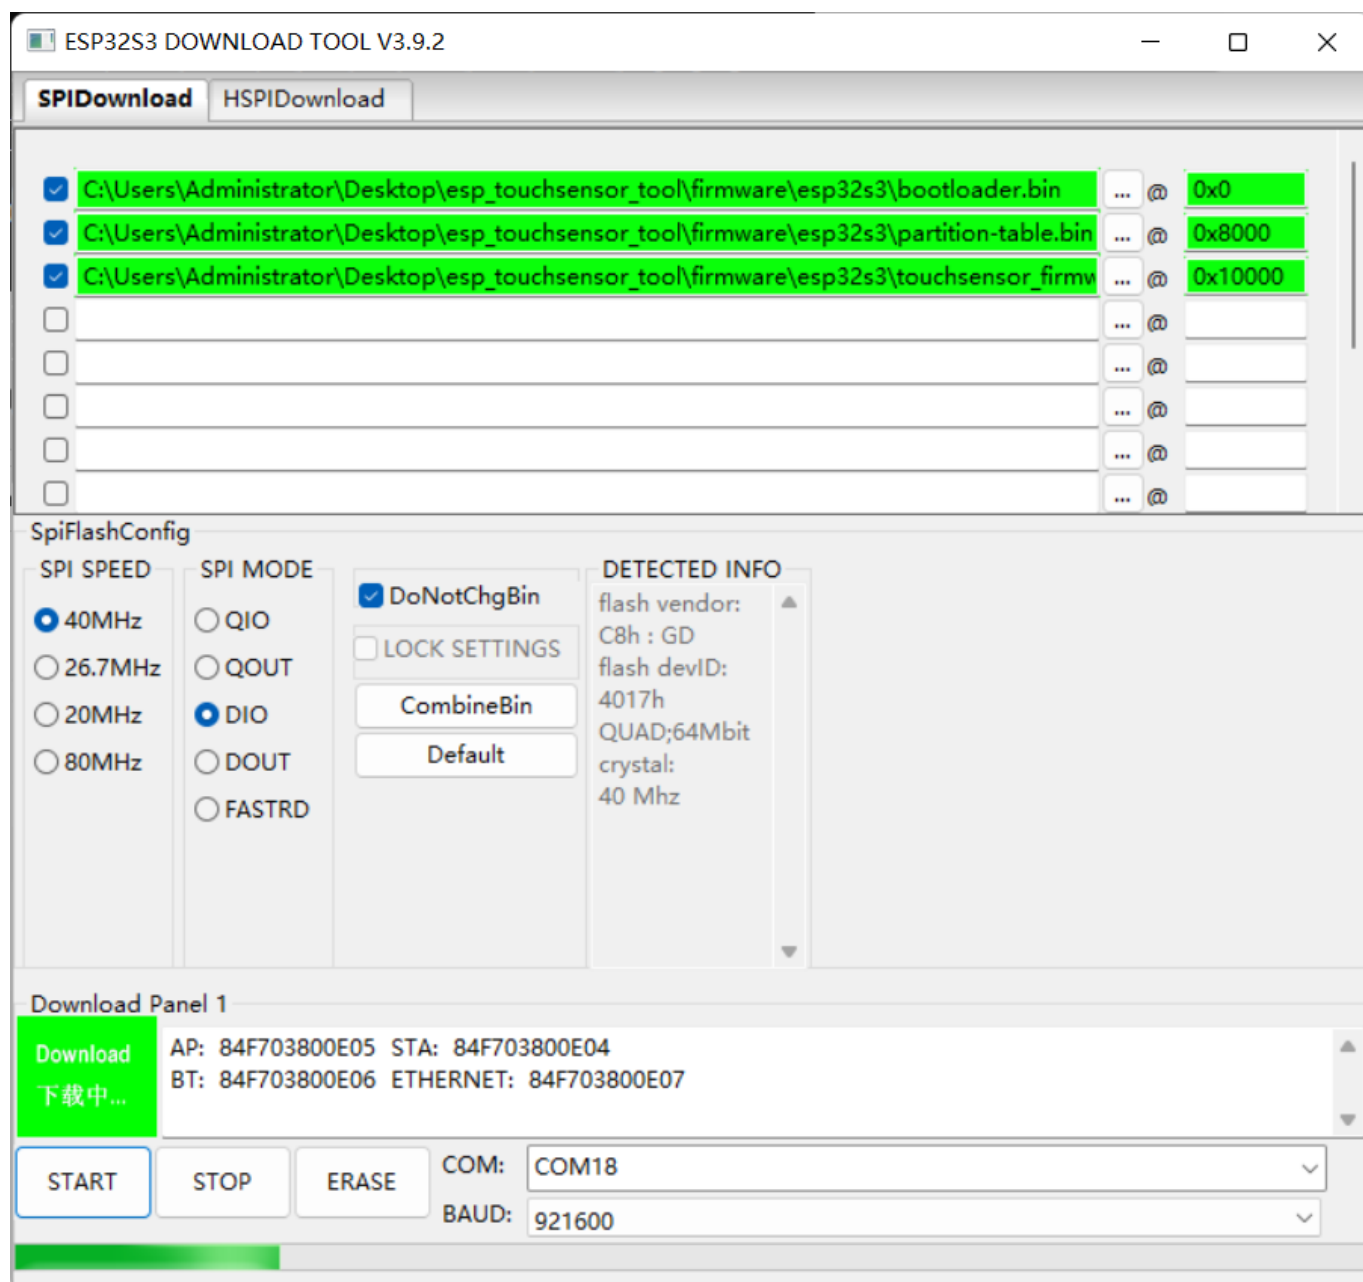 ESP32S3 DOWNLOAD TOOL V3.9.2
SPIDownload HSPIDownload
C:\Users\Administrator\Desktop\esp_touchsensor_tool\firmware\esp32s3\bootloader.bin ... @ 0x0
C:\Users\Administrator\Desktop\esp_touchsensor_tool\firmware\esp32s3\partition-table.bin ... @ 0x8000
C:\Users\Administrator\Desktop\esp_touchsensor_tool\firmware\esp32s3\touchsensor_firmw ... @ 0x10000
... @
... @
... @
... @
... @
SpiFlashConfig
SPI SPEED
40MHz
26.7MHz
20MHz
80MHz
SPI MODE
QIO
QOUT
DIO
DOUT
FASTRD
DoNotChgBin
LOCK SETTINGS
CombineBin
Default
DETECTED INFO
flash vendor:
C8h : GD
flash devID:
4017h
QUAD;64Mbit
crystal:
40 Mhz
Download Panel 1
Download
下载中...
AP: 84F703800E05 STA: 84F703800E04
BT: 84F703800E06 ETHERNET: 84F703800E07
START STOP ERASE
COM: COM18
BAUD: 921600